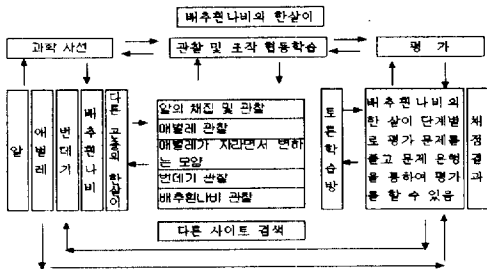 배추흰나비의 한살이
과학 사선
관찰 및 조작 협동학습
평 가
알
애벌레
번데기
배추흰나비
다른 곤충의 한살이
알의 채집 및 관찰
애벌레 관찰
애벌레가 자라면서 변하
는 모양
번데기 관찰
배추흰나비 관찰
토론학습방
배추흰나비의
한살이 단계별
로 평가 문제를
풀고 문제 은행
을 통하여 평가
를 할 수 있음
채점결과
다른 사이트 검색